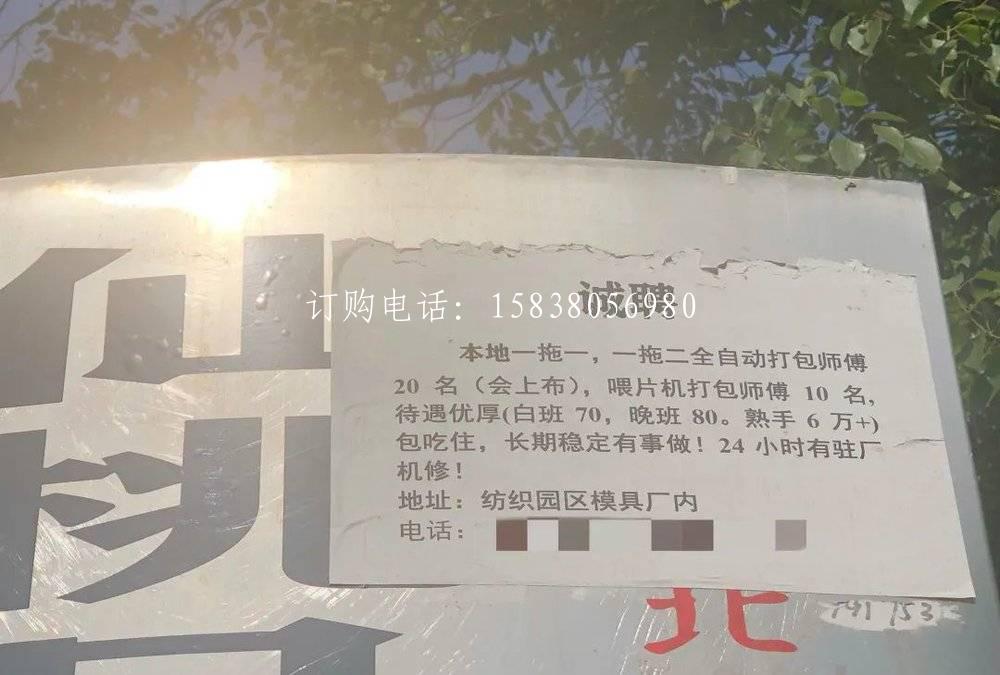 诚聘
订购电话：15838056980
本地一拖一，一拖二全自动打包师傅
20 名（会上布），喂片机打包师傅 10 名，
待遇优厚(白班 70，晚班 80。熟手 6 万+)
包吃住，长期稳定有事做！24 小时有驻厂
机修！
地址：纺织园区模具厂内
电话：
北
791 753